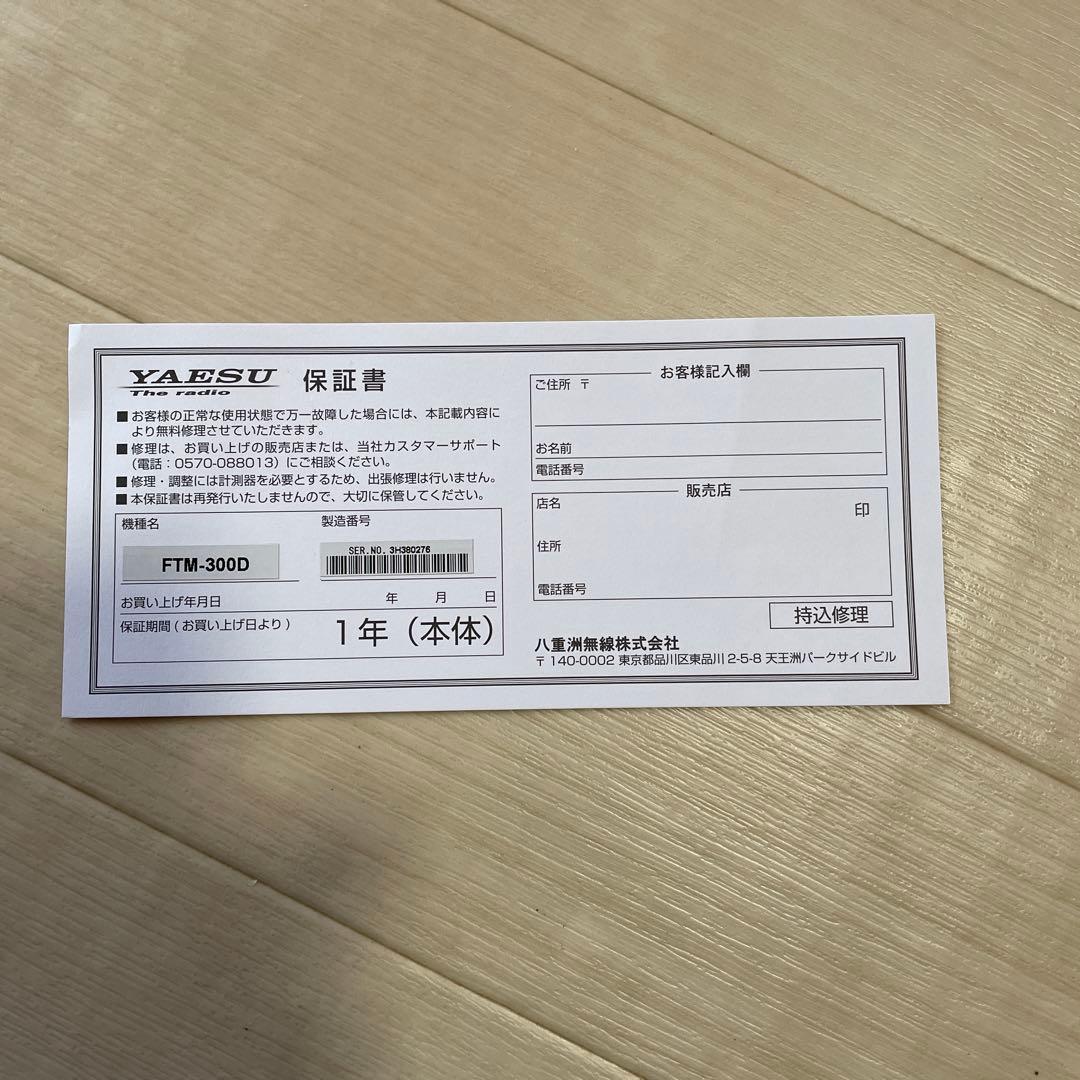 YAESU
The radio
保証書
■お客様の正常な使用状態で万一故障した場合には、本記載内容に
より無料修理させていただきます。
■修理は、お買い上げの販売店または、当社カスタマーサポート
（電話：0570-088013）にご相談ください。
■修理・調整には計測器を必要とするため、出張修理は行いません。
■本保証書は再発行いたしませんので、大切に保管してください。
機種名
製造番号
FTM-300D
SER.NO. 3H380276
お買い上げ年月日 年 月 日
保証期間 ( お買い上げ日より ) 1年（本体）
お客様記入欄
ご住所 〒
お名前
電話番号
販売店
店名
印
住所
電話番号
持込修理
八重洲無線株式会社
〒 140-0002 東京都品川区東品川 2-5-8 天王洲パークサイドビル